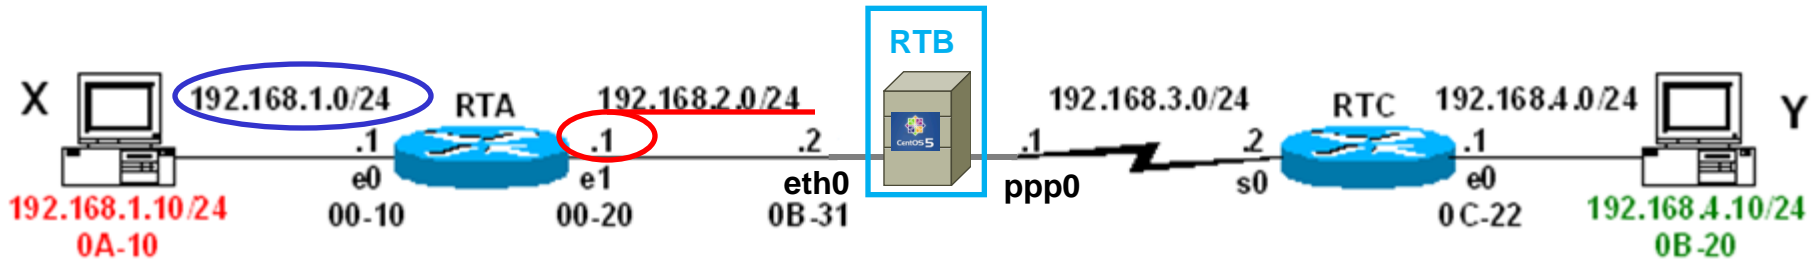 RTB
X
192.168.1.0/24
RTA
192.168.2.0/24
192.168.3.0/24
RTC
192.168.4.0/24
Y
.1
.1
.2
CentOS 5
.1
.2
.1
e0
e1
eth0
ppp0
s0
e0
192.168.1.10/24
00-10
00-20
0B-31
0C-22
192.168.4.10/24
0A-10
0B-20